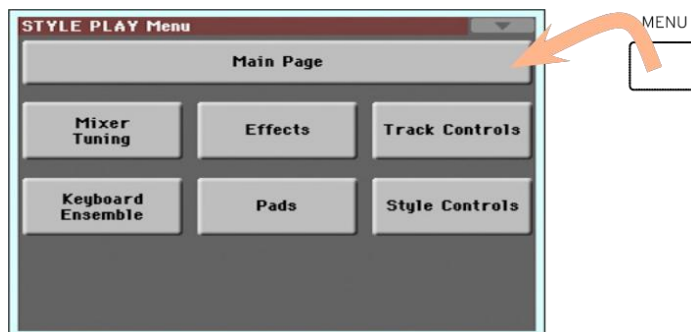 STYLE PLAY Menu
MENU
Main Page
Mixer
Tuning
Effects
Track Controls
Keyboard
Ensemble
Pads
Style Controls